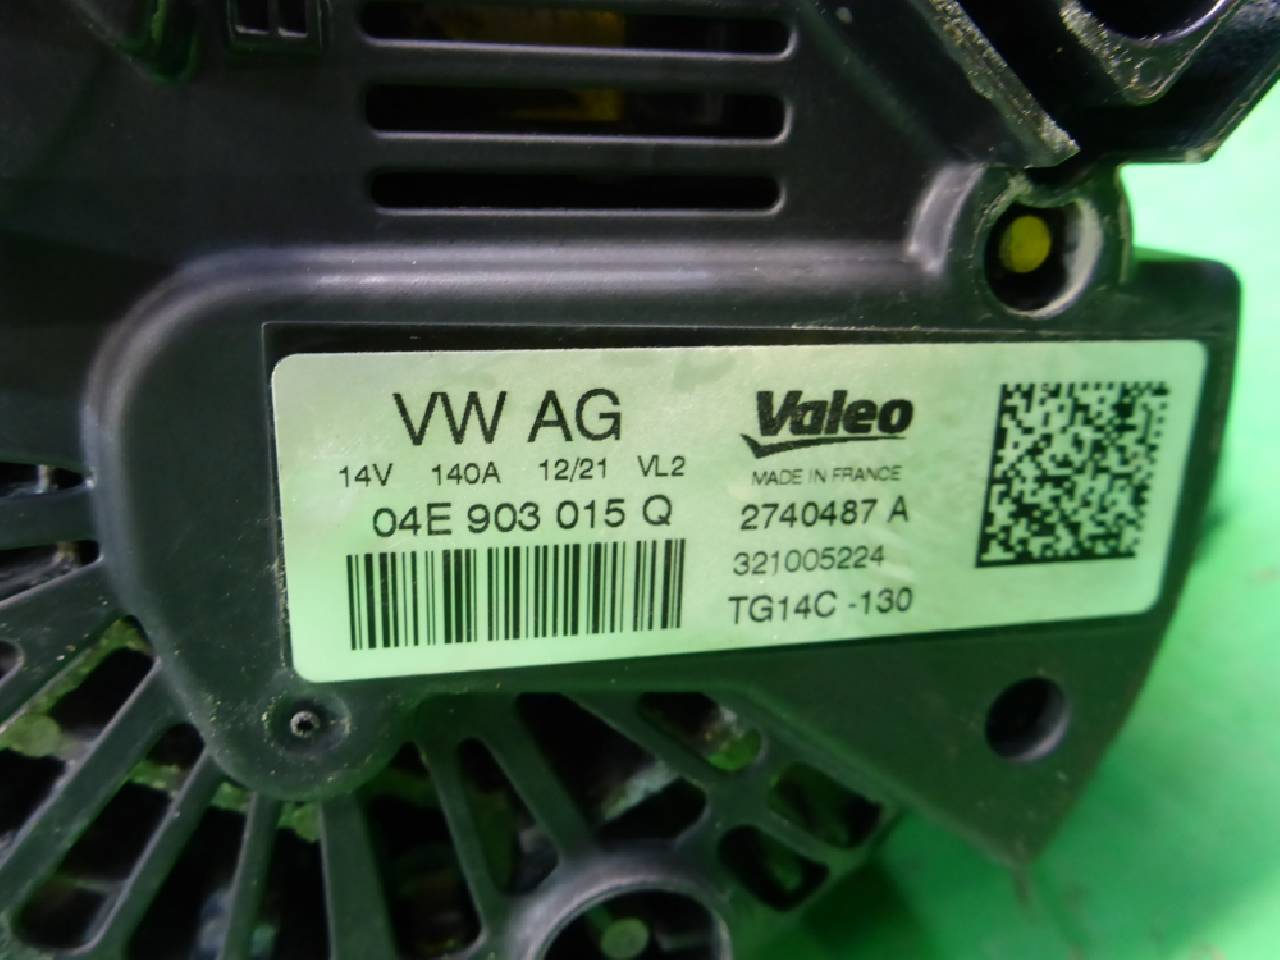 VW AG
14V 140A 12/21 VL2
04E 903 015 Q
Valeo
MADE IN FRANCE
2740487 A
321005224
TG14C -130